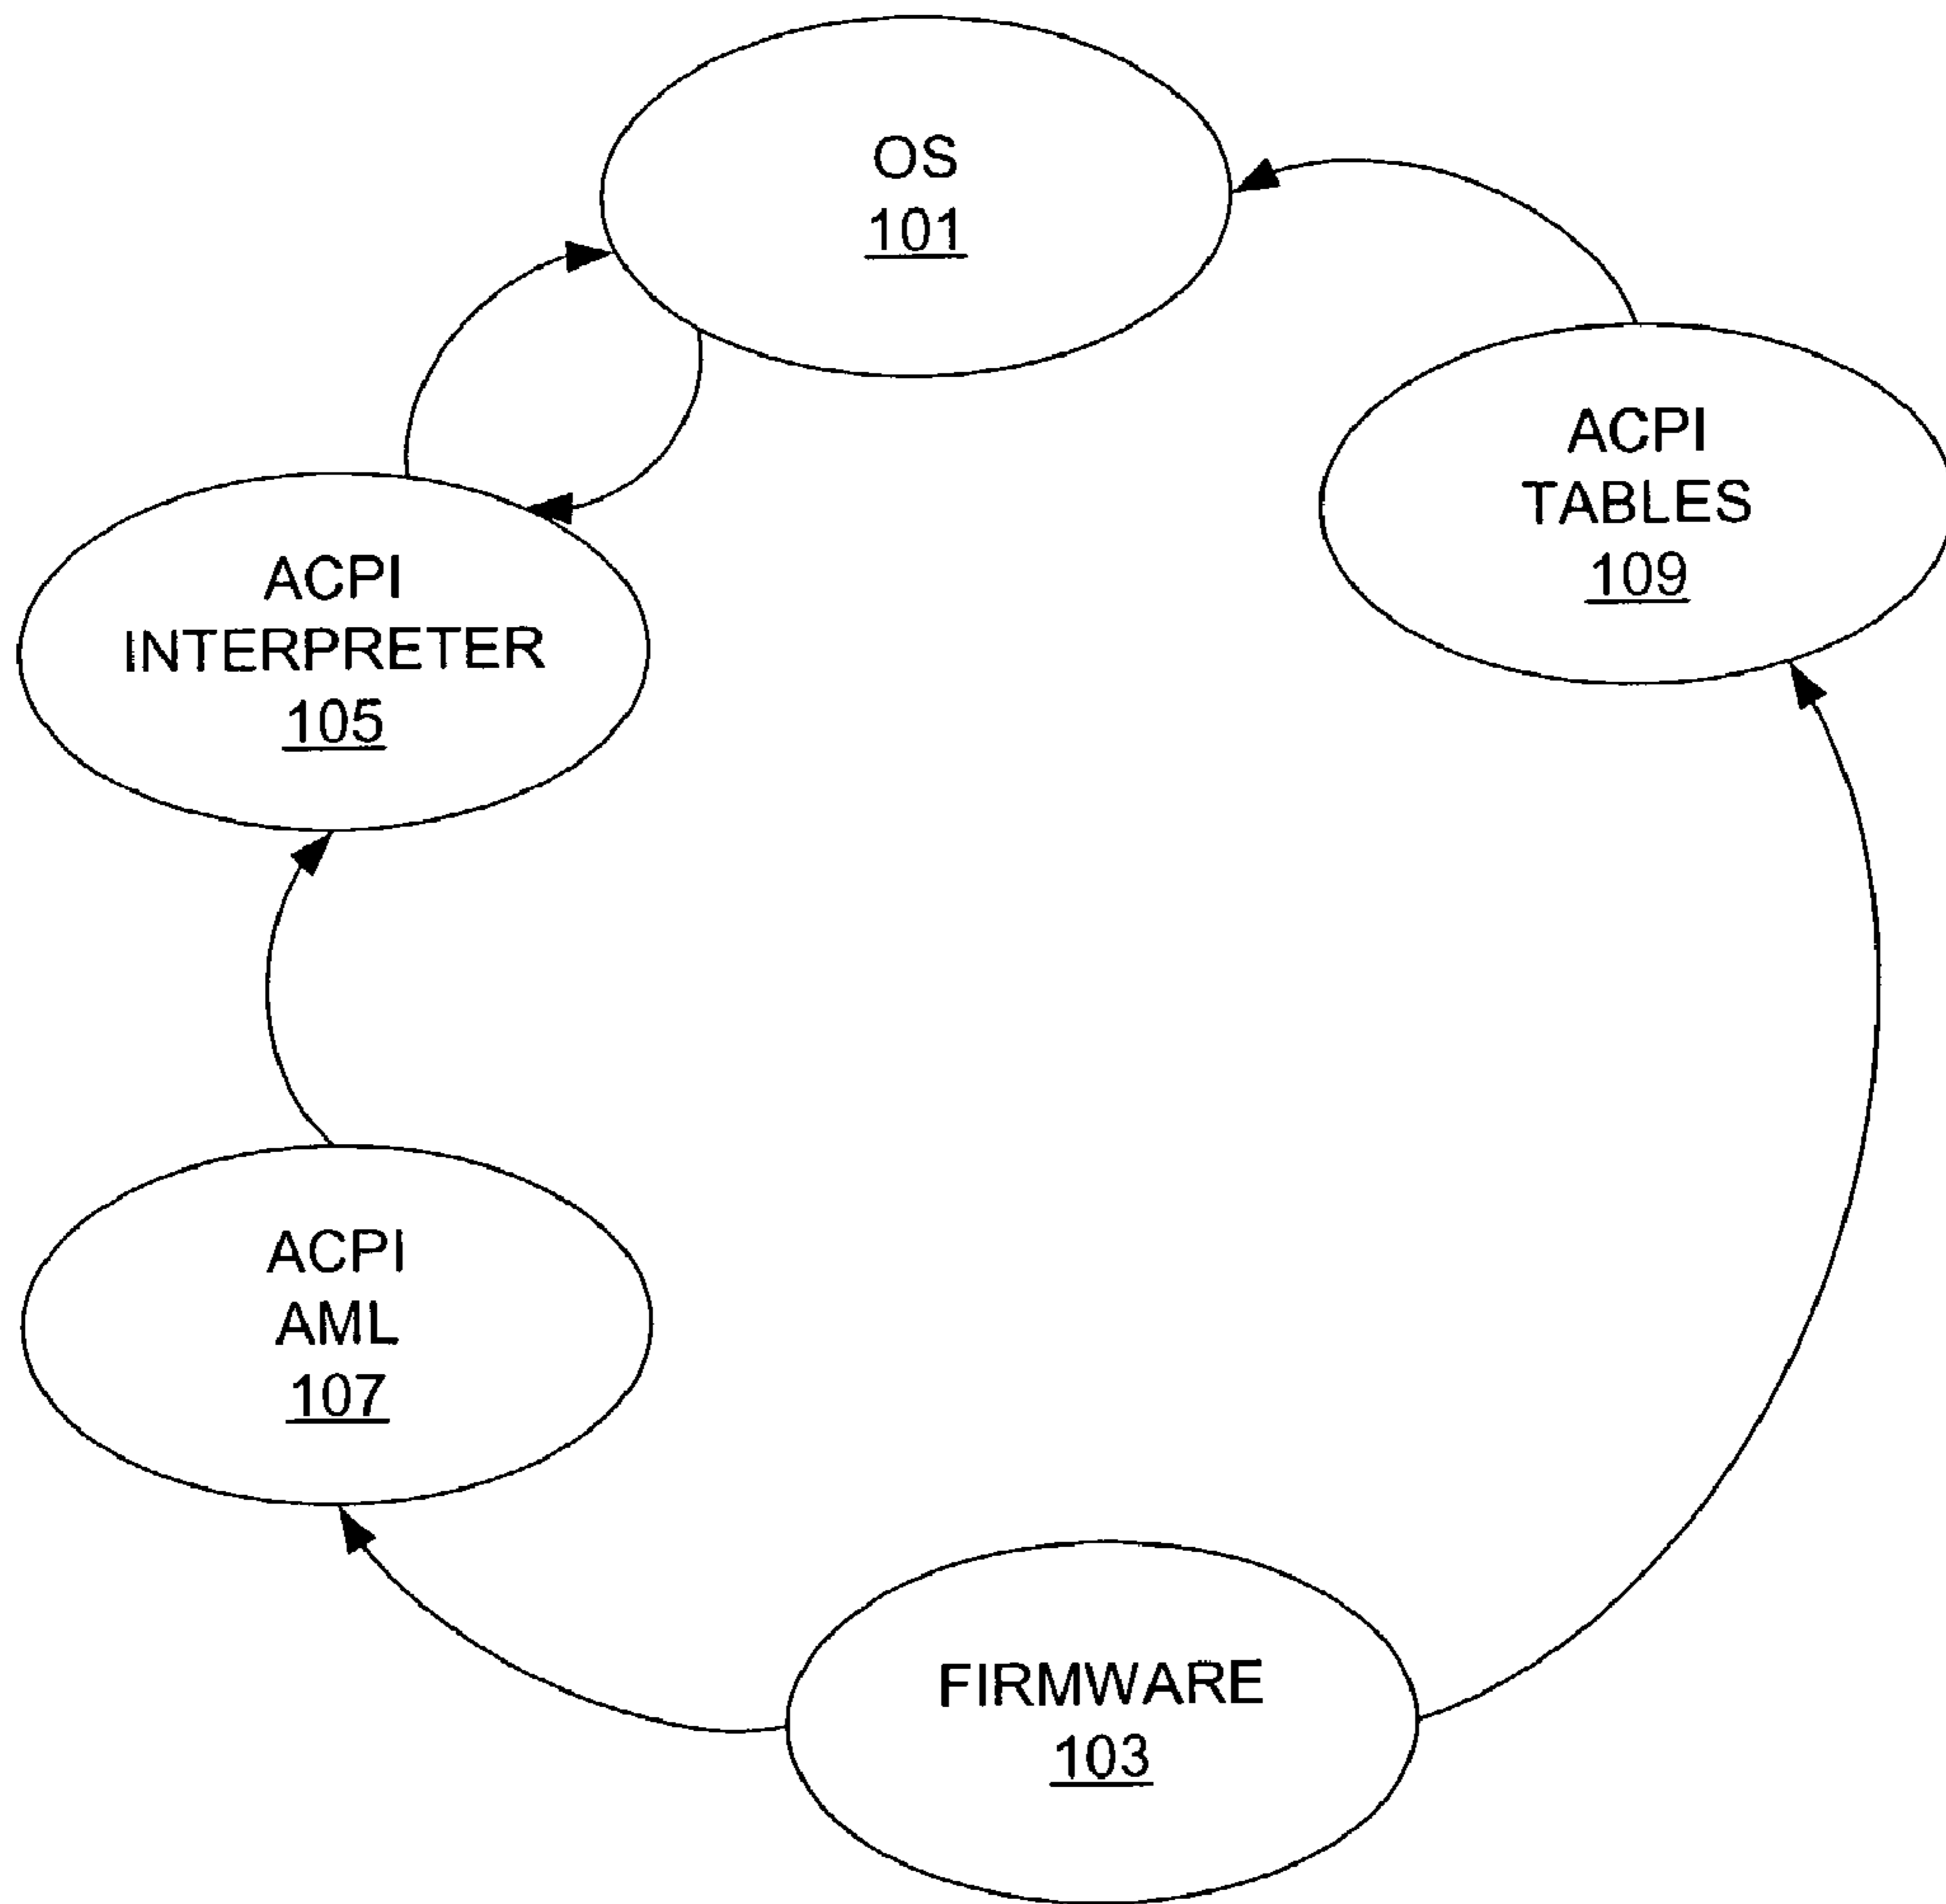 OS
101
ACPI
TABLES
109
ACPI
INTERPRETER
105
ACPI
AML
107
FIRMWARE
103